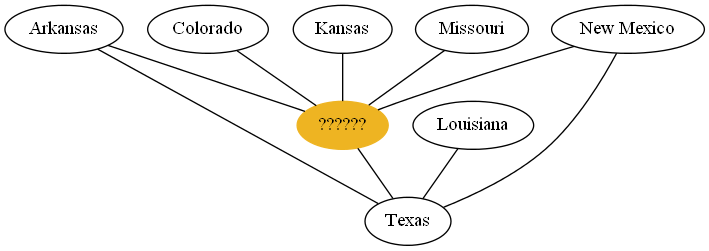 Arkansas
Colorado
Kansas
Missouri
New Mexico
??????
Louisiana
Texas